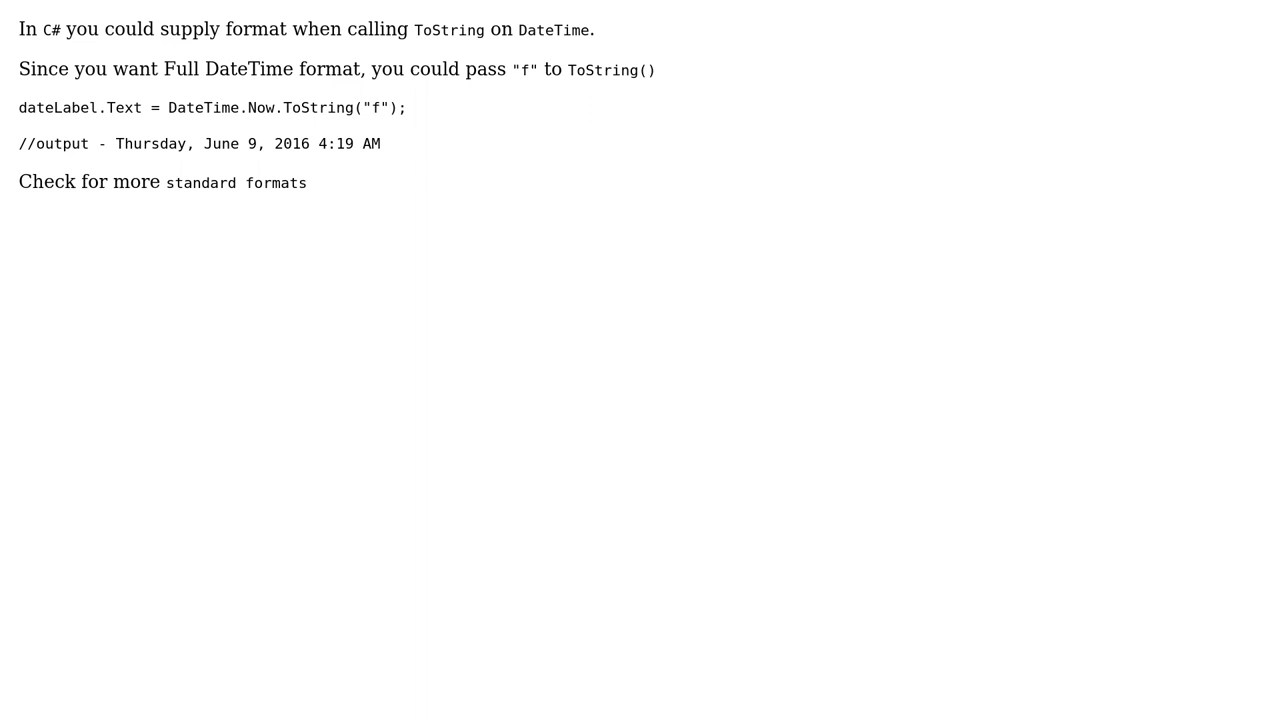 In C# you could supply format when calling ToString on DateTime.
Since you want Full DateTime format, you could pass "f" to ToString()
dateLabel.Text = DateTime.Now.ToString("f");
//output - Thursday, June 9, 2016 4:19 AM
Check for more standard formats